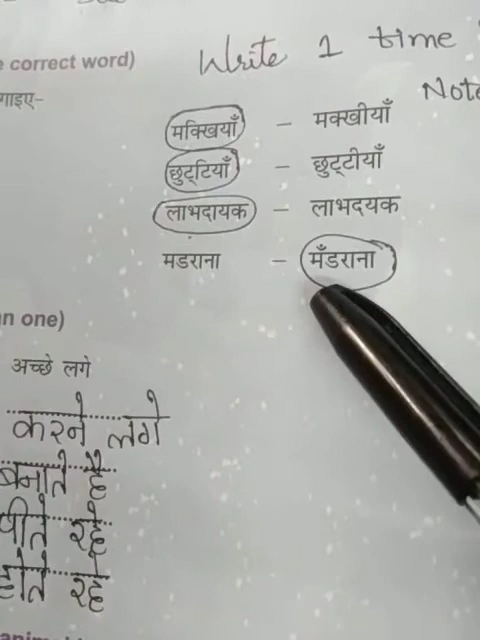 correct word) Write 1 time
गाइए- Note
मक्खियाँ - मक्खीयाँ
छुट्टियाँ - छुट्टीयाँ
लाभदायक - लाभदयक
मडराना - मँडराना
n one)
अच्छे लगे
करने लगे
बनाते है
पीते रहे
होते रहे